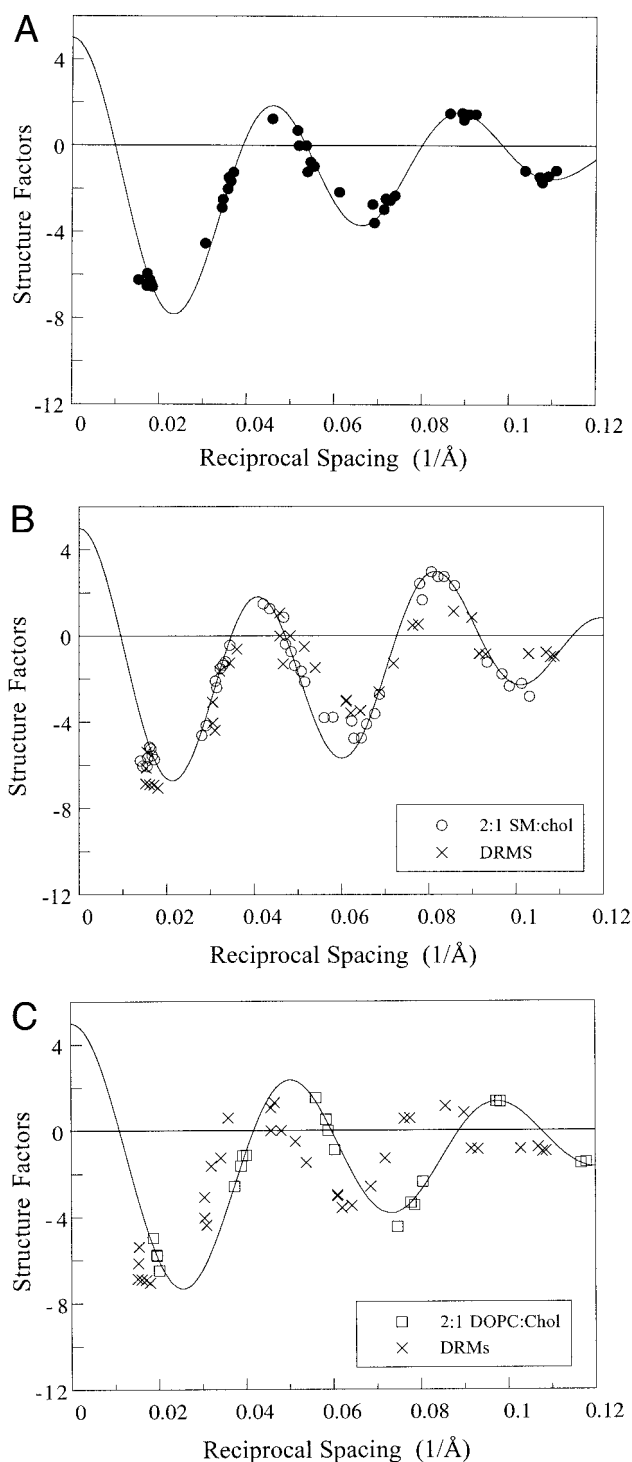 A
4
0
-4
-8
-12
Structure Factors
0 0.02 0.04 0.06 0.08 0.1 0.12
Reciprocal Spacing (1/Å)
B
4
0
-4
-8
-12
Structure Factors
2:1 SM:chol
DRMS
0 0.02 0.04 0.06 0.08 0.1 0.12
Reciprocal Spacing (1/Å)
C
4
0
-4
-8
-12
Structure Factors
2:1 DOPC:Chol
DRMs
0 0.02 0.04 0.06 0.08 0.1 0.12
Reciprocal Spacing (1/Å)